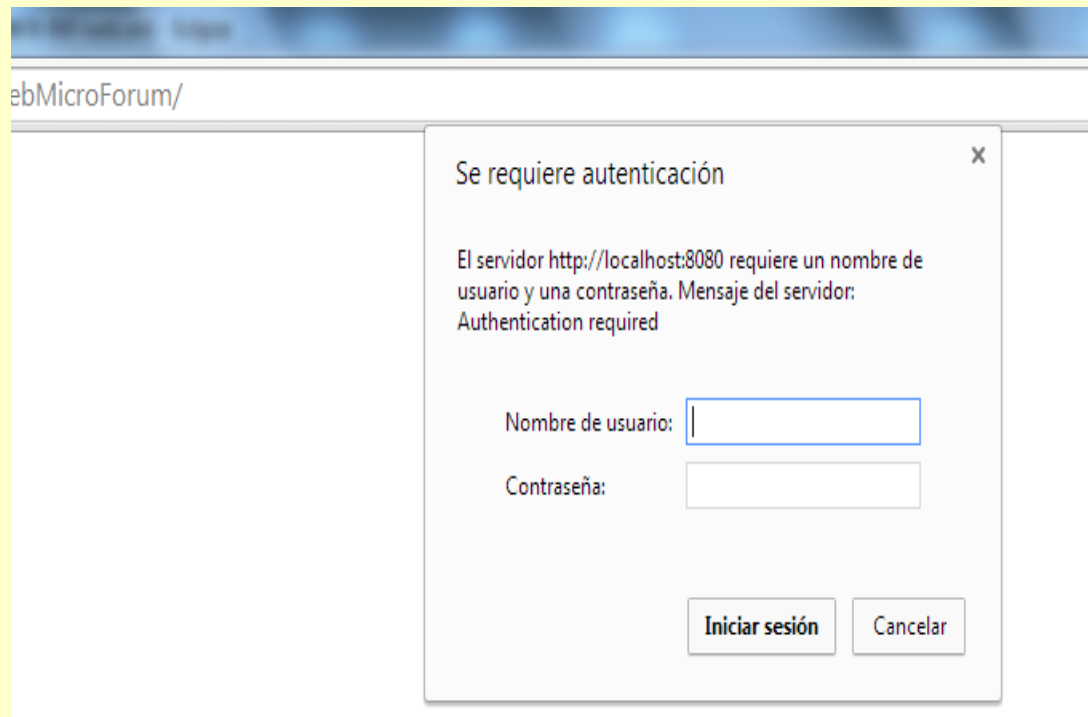 ebMicroForum/
Se requiere autenticación
x
El servidor http://localhost:8080 requiere un nombre de
usuario y una contraseña. Mensaje del servidor:
Authentication required
Nombre de usuario:
Contraseña:
Iniciar sesión
Cancelar